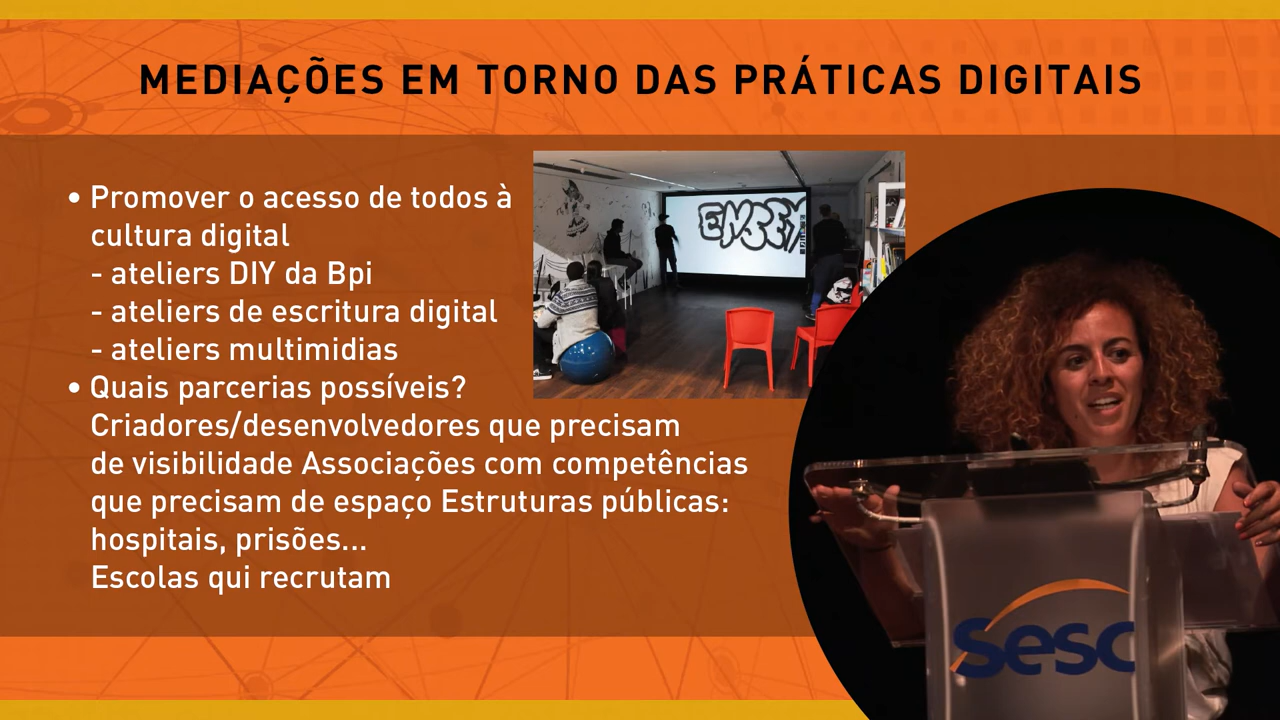 MEDIAÇÕES EM TORNO DAS PRÁTICAS DIGITAIS
• Promover o acesso de todos à
cultura digital
- ateliers DIY da Bpi
- ateliers de escritura digital
- ateliers multimidias
• Quais parcerias possíveis?
Criadores/desenvolvedores que precisam
de visibilidade Associações com competências
que precisam de espaço Estruturas públicas:
hospitais, prisões...
Escolas qui recrutam
sesc